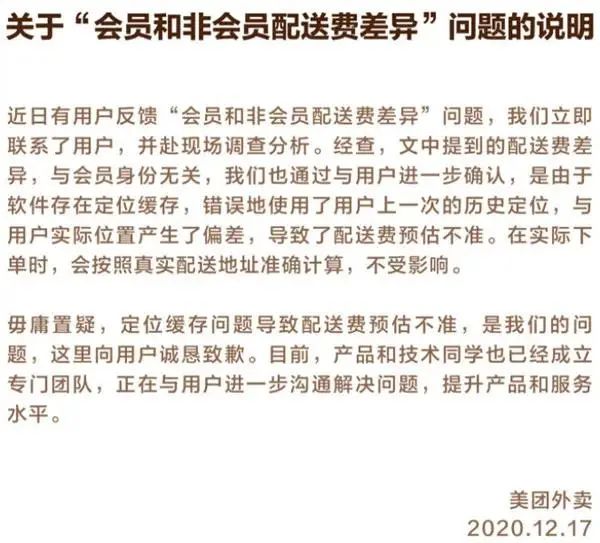 关于“会员和非会员配送费差异”问题的说明
近日有用户反馈“会员和非会员配送费差异”问题，我们立即
联系了用户，并赴现场调查分析。经查，文中提到的配送费差
异，与会员身份无关，我们也通过与用户进一步确认，是由于
软件存在定位缓存，错误地使用了用户上一次的历史定位，与
用户实际位置产生了偏差，导致了配送费预估不准。在实际下
单时，会按照真实配送地址准确计算，不受影响。
毋庸置疑，定位缓存问题导致配送费预估不准，是我们的问
题，这里向用户诚恳致歉。目前，产品和技术同学也已经成立
专门团队，正在与用户进一步沟通解决问题，提升产品和服务
水平。
美团外卖
2020.12.17